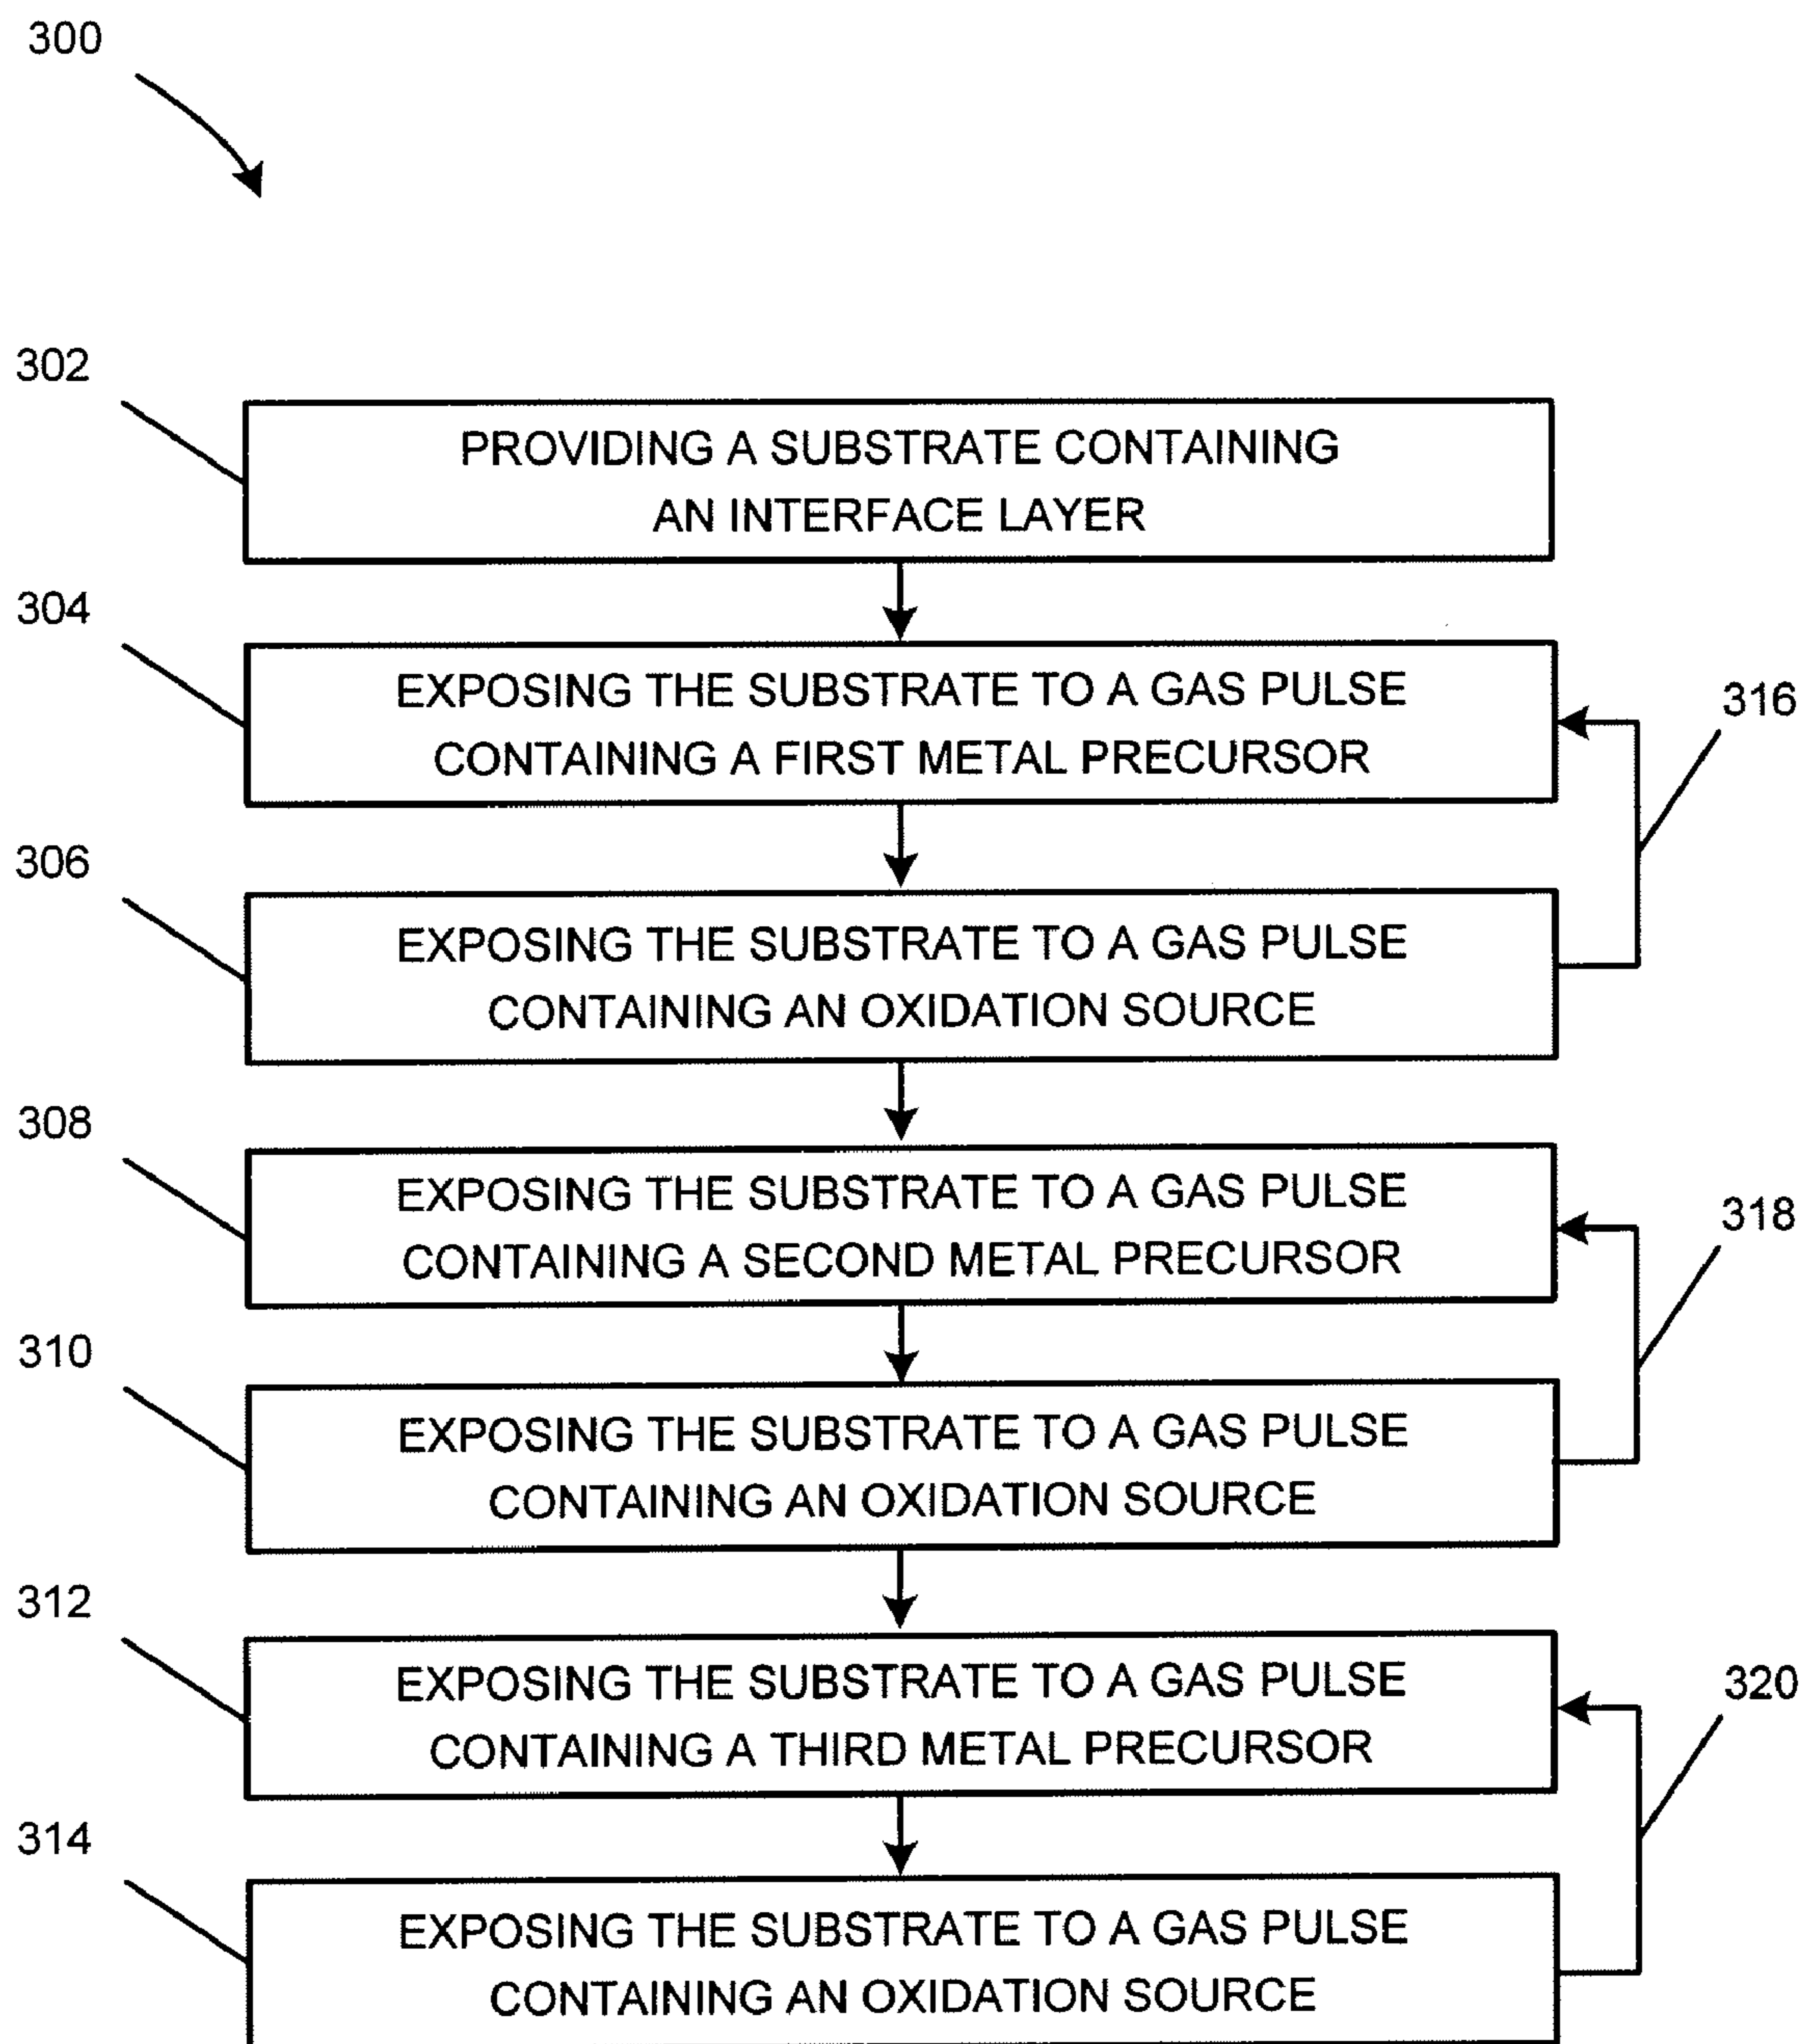 300
302
PROVIDING A SUBSTRATE CONTAINING
AN INTERFACE LAYER
304
EXPOSING THE SUBSTRATE TO A GAS PULSE
CONTAINING A FIRST METAL PRECURSOR
316
306
EXPOSING THE SUBSTRATE TO A GAS PULSE
CONTAINING AN OXIDATION SOURCE
308
EXPOSING THE SUBSTRATE TO A GAS PULSE
CONTAINING A SECOND METAL PRECURSOR
318
310
EXPOSING THE SUBSTRATE TO A GAS PULSE
CONTAINING AN OXIDATION SOURCE
312
EXPOSING THE SUBSTRATE TO A GAS PULSE
CONTAINING A THIRD METAL PRECURSOR
320
314
EXPOSING THE SUBSTRATE TO A GAS PULSE
CONTAINING AN OXIDATION SOURCE